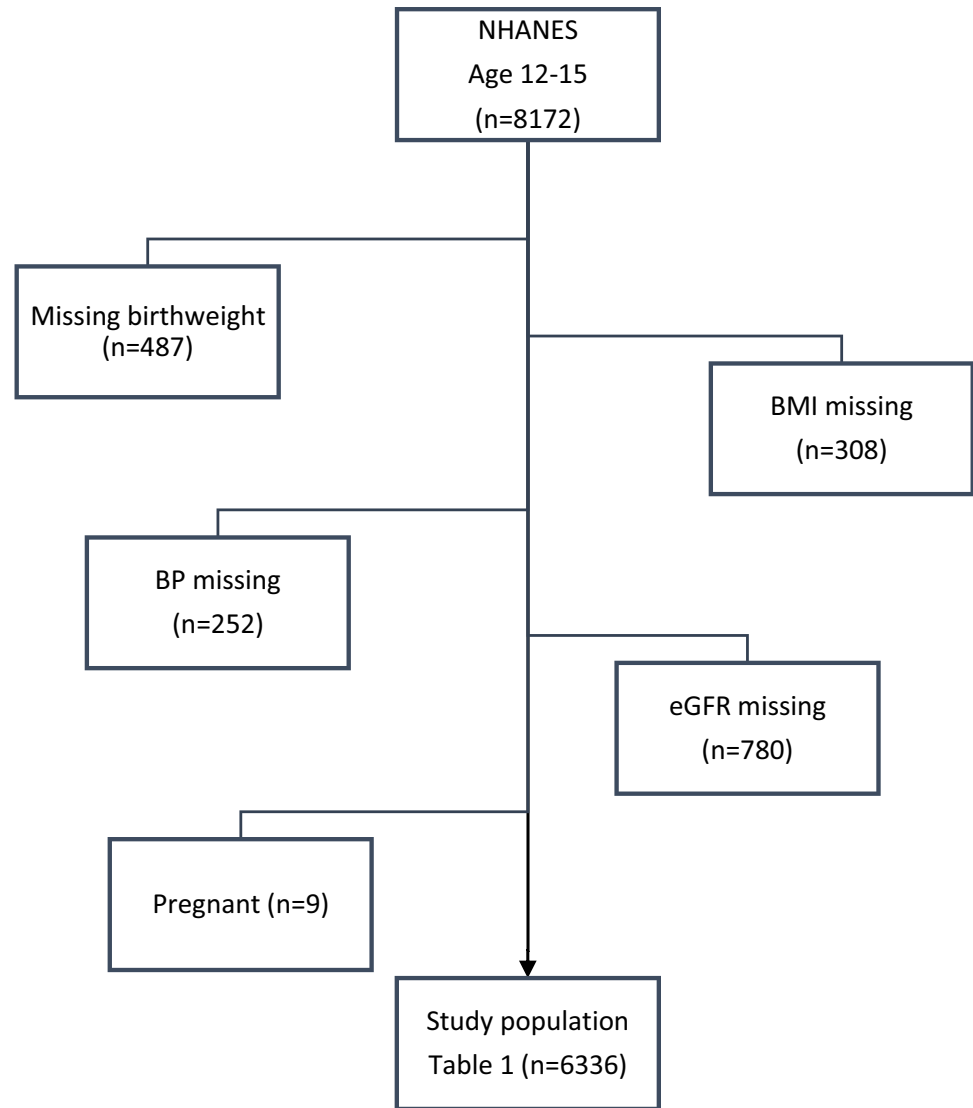 NHANES
Age 12-15
(n=8172)
Missing birthweight
(n=487)
BMI missing
(n=308)
BP missing
(n=252)
eGFR missing
(n=780)
Pregnant (n=9)
Study population
Table 1 (n=6336)